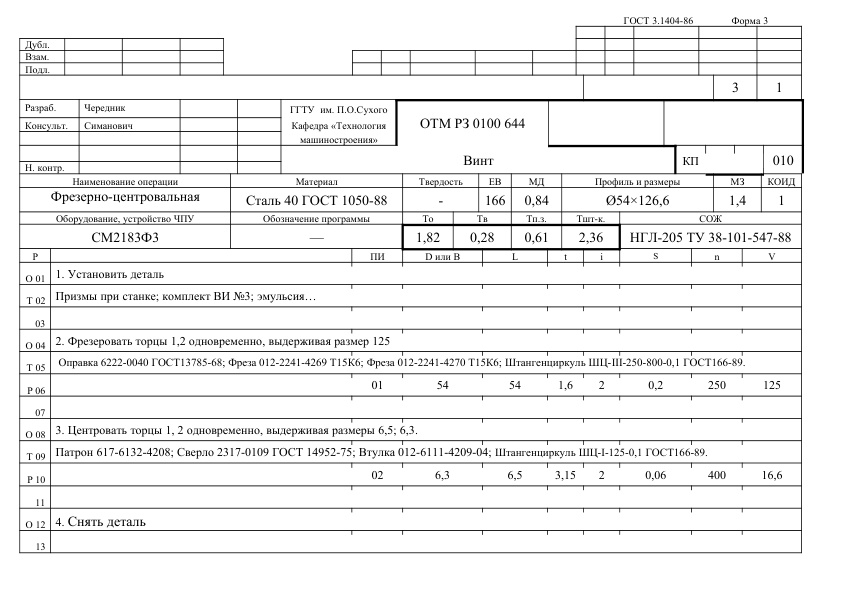 ГОСТ 3.1404-86 Форма 3
Дубл.
Взам.
Подл.
3 1
Разраб. Чередник ГГТУ им. П.О.Сухого
Консульт. Симанович Кафедра «Технология
машиностроения»
ОТМ РЗ 0100 644
Н. контр. Винт КП 010
Наименование операции Материал Твердость ЕВ МД Профиль и размеры МЗ КОИД
Фрезерно-центровальная Сталь 40 ГОСТ 1050-88 - 166 0,84 Ø54×126,6 1,4 1
Оборудование, устройство ЧПУ Обозначение программы То Тв Тп.з. Тшт-к. СОЖ
СМ2183Ф3 — 1,82 0,28 0,61 2,36 НГЛ-205 ТУ 38-101-547-88
Р ПИ D или В L t i S n V
О 01 1. Установить деталь
Т 02 Призмы при станке; комплект ВИ №3; эмульсия…
03
О 04 2. Фрезеровать торцы 1,2 одновременно, выдерживая размер 125
Т 05 Оправка 6222-0040 ГОСТ13785-68; Фреза 012-2241-4269 Т15К6; Фреза 012-2241-4270 Т15К6; Штангенциркуль ШЦ-III-250-800-0,1 ГОСТ166-89.
Р 06 01 54 54 1,6 2 0,2 250 125
07
О 08 3. Центровать торцы 1, 2 одновременно, выдерживая размеры 6,5; 6,3.
Т 09 Патрон 617-6132-4208; Сверло 2317-0109 ГОСТ 14952-75; Втулка 012-6111-4209-04; Штангенциркуль ШЦ-I-125-0,1 ГОСТ166-89.
Р 10 02 6,3 6,5 3,15 2 0,06 400 16,6
11
О 12 4. Снять деталь
13